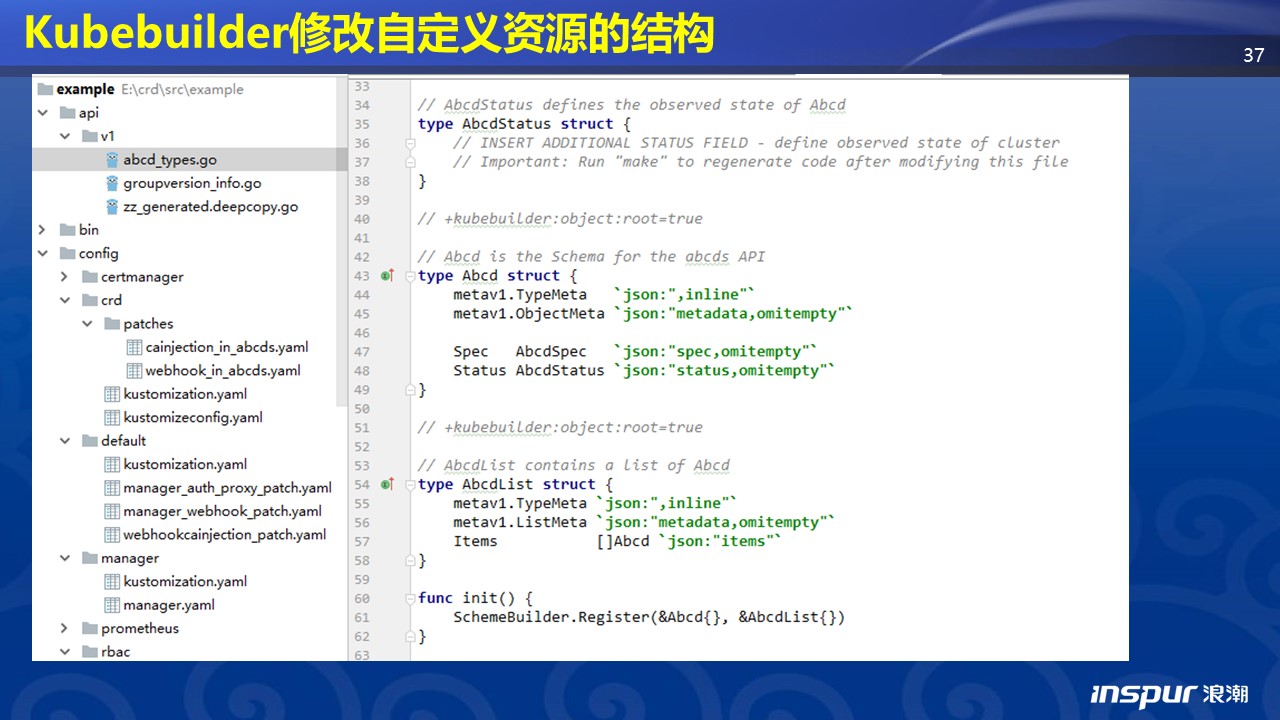 Kubebuilder修改自定义资源的结构
37
example E:\crd\src\example
api
v1
abcd_types.go
groupversion_info.go
zz_generated.deepcopy.go
bin
config
certmanager
crd
patches
cainjection_in_abcds.yaml
webhook_in_abcds.yaml
kustomization.yaml
kustomizeconfig.yaml
default
kustomization.yaml
manager_auth_proxy_patch.yaml
manager_webhook_patch.yaml
webhookcainjection_patch.yaml
manager
kustomization.yaml
manager.yaml
prometheus
rbac
33
34 // AbcdStatus defines the observed state of Abcd
35 type AbcdStatus struct {
36 // INSERT ADDITIONAL STATUS FIELD - define observed state of cluster
37 // Important: Run "make" to regenerate code after modifying this file
38 }
39
40 // +kubebuilder:object:root=true
41
42 // Abcd is the Schema for the abcds API
43 type Abcd struct {
44 metav1.TypeMeta `json:",inline"`
45 metav1.ObjectMeta `json:"metadata,omitempty"`
46
47 Spec AbcdSpec `json:"spec,omitempty"`
48 Status AbcdStatus `json:"status,omitempty"`
49 }
50
51 // +kubebuilder:object:root=true
52
53 // AbcdList contains a list of Abcd
54 type AbcdList struct {
55 metav1.TypeMeta `json:",inline"`
56 metav1.ListMeta `json:"metadata,omitempty"`
57 Items []Abcd `json:"items"`
58 }
59
60 func init() {
61 SchemeBuilder.Register(&Abcd{}, &AbcdList{})
62 }
63
inspur 浪潮